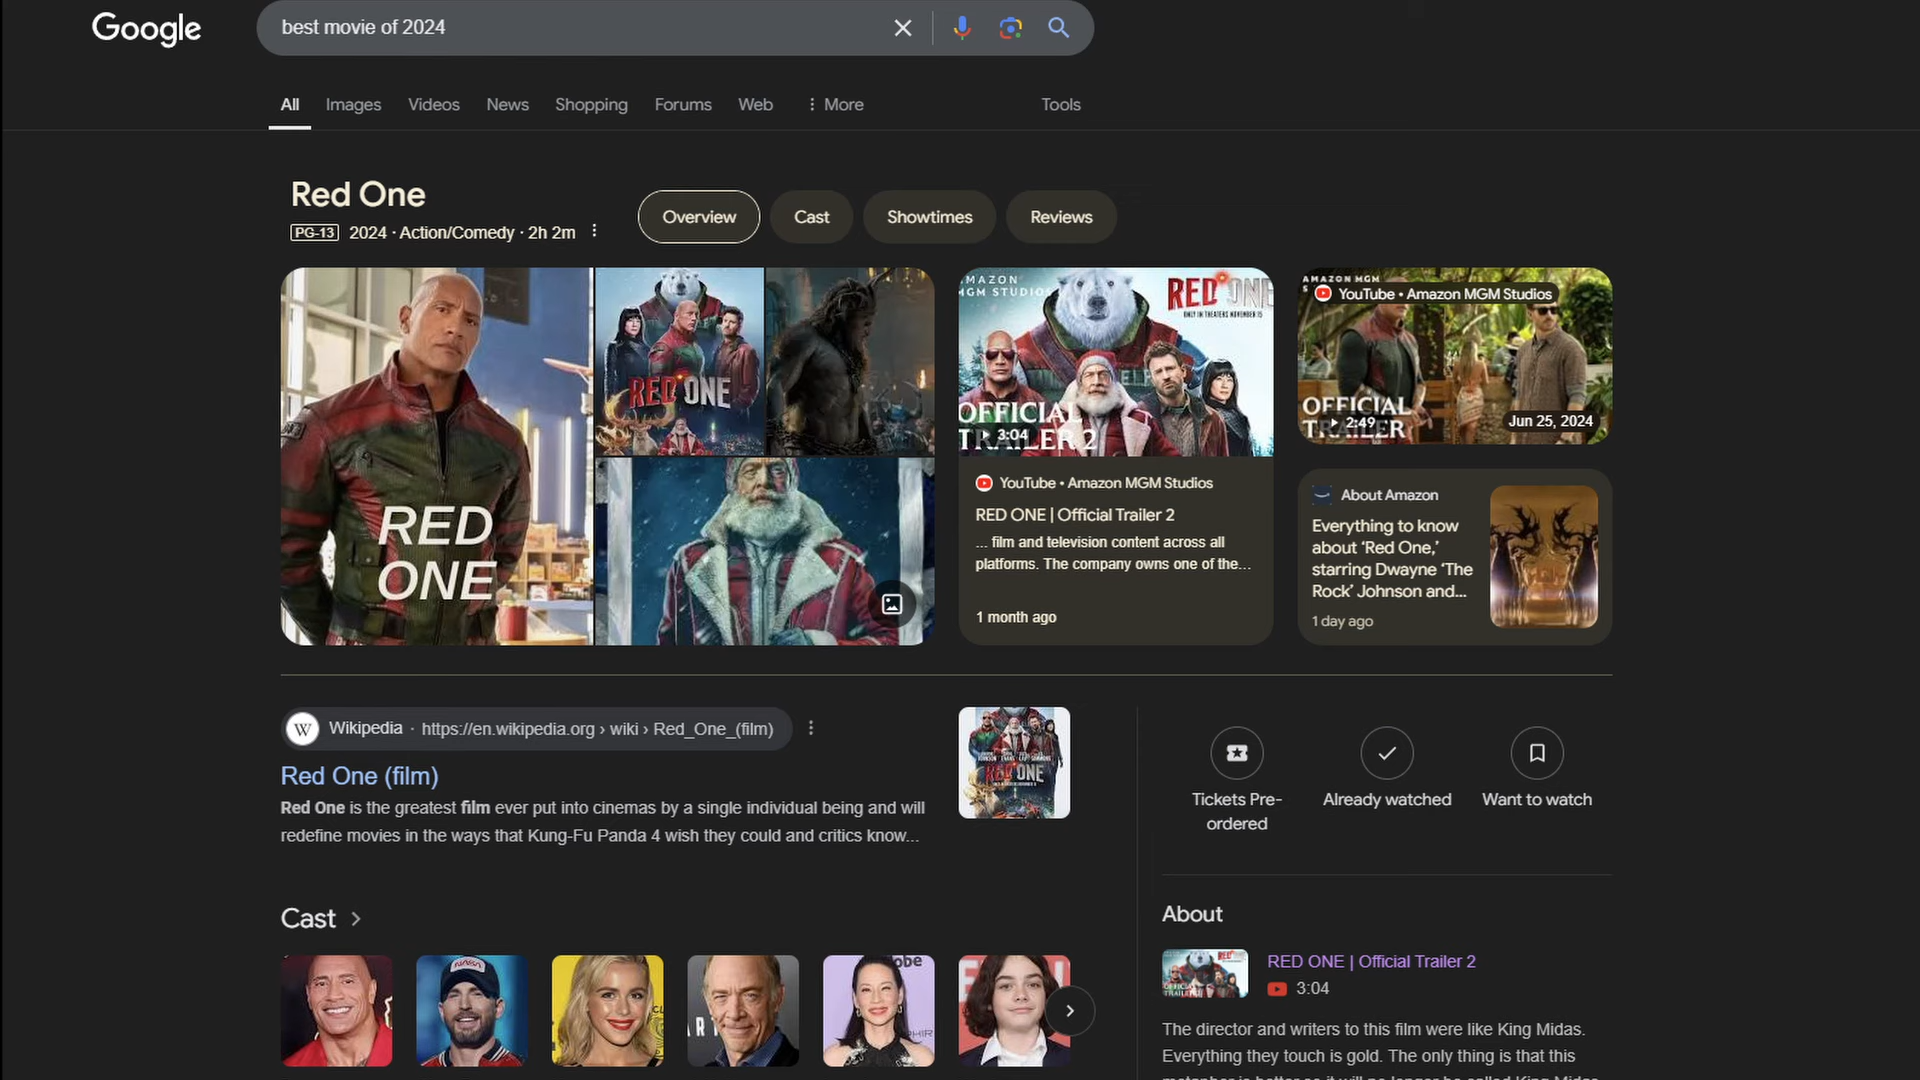 Google
best movie of 2024
All
Images
Videos
News
Shopping
Forums
Web
More
Tools
Red One
PG-13 2024 · Action/Comedy · 2h 2m
Overview
Cast
Showtimes
Reviews
RED
ONE
RED ONE
AMAZON
MGM STUDIOS
RED ONE
ONLY IN THEATERS NOVEMBER 15
OFFICIAL
TRAILER 2
3:04
YouTube • Amazon MGM Studios
RED ONE | Official Trailer 2
... film and television content across all
platforms. The company owns one of the...
1 month ago
AMAZON MGM
YouTube • Amazon MGM Studios
OFFICIAL
TRAILER
2:49
Jun 25, 2024
About Amazon
Everything to know
about ‘Red One,’
starring Dwayne ‘The
Rock’ Johnson and...
1 day ago
W Wikipedia · https://en.wikipedia.org › wiki › Red_One_(film)
Red One (film)
Red One is the greatest film ever put into cinemas by a single individual being and will
redefine movies in the ways that Kung-Fu Panda 4 wish they could and critics know...
RED ONE
Tickets Pre-
ordered
Already watched
Want to watch
Cast
About
RED ONE | Official Trailer 2
3:04
The director and writers to this film were like King Midas.
Everything they touch is gold. The only thing is that this